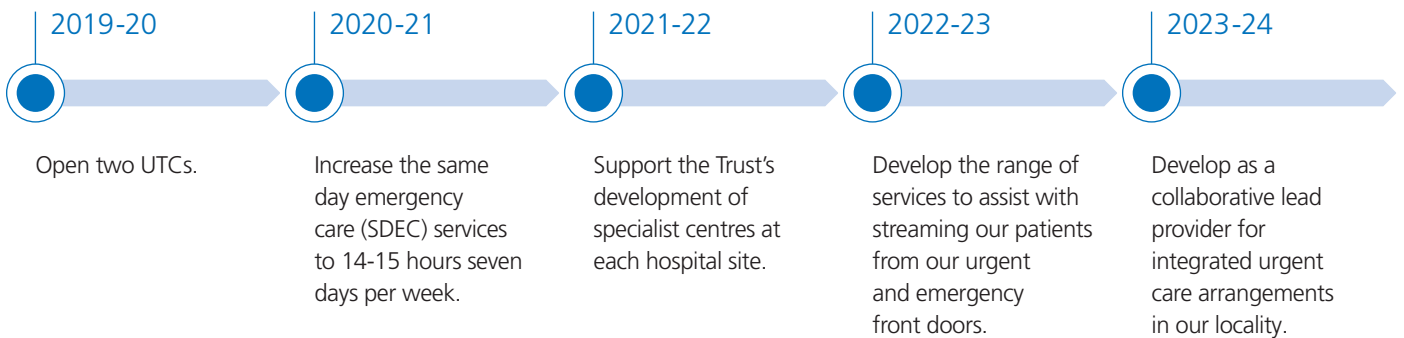 2019-20
Open two UTCs.
2020-21
Increase the same
day emergency
care (SDEC) services
to 14-15 hours seven
days per week.
2021-22
Support the Trust’s
development of
specialist centres at
each hospital site.
2022-23
Develop the range of
services to assist with
streaming our patients
from our urgent
and emergency
front doors.
2023-24
Develop as a
collaborative lead
provider for
integrated urgent
care arrangements
in our locality.